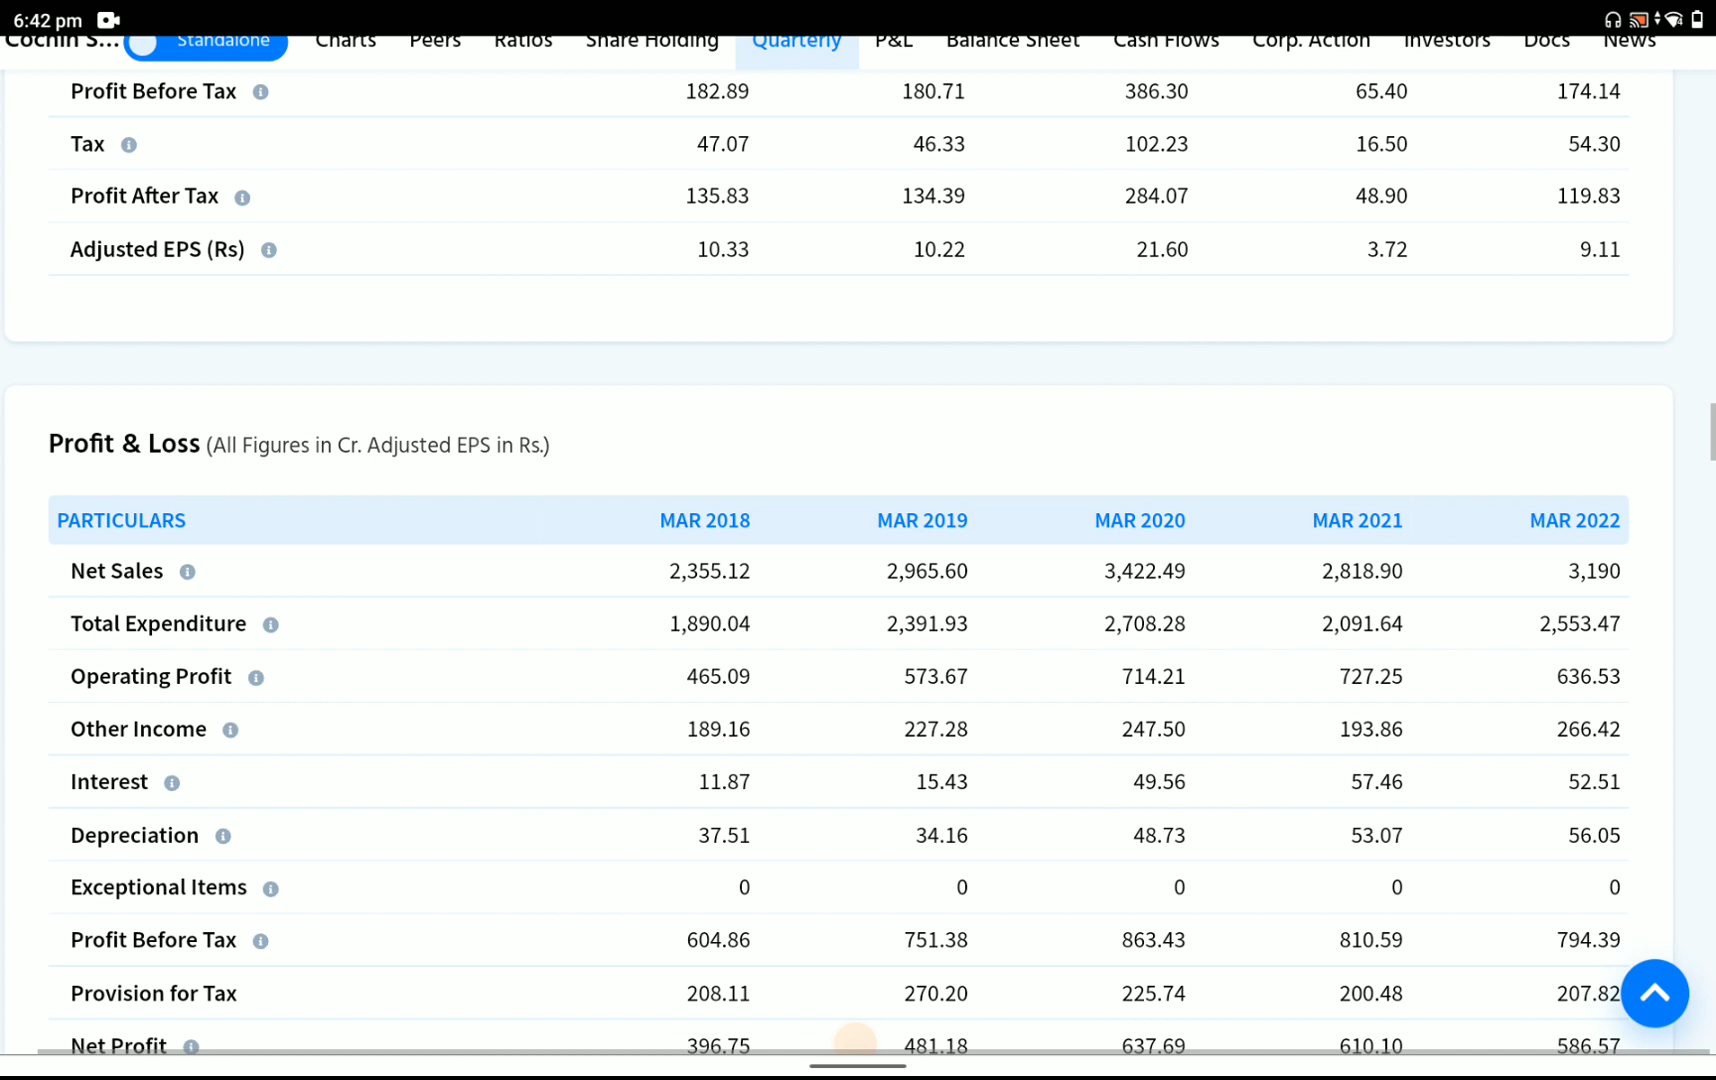 6:42 pm
Cochin S... Standalone Charts Peers Ratios Share Holding Quarterly P&L Balance Sheet Cash Flows Corp. Action Investors Docs News
Profit Before Tax 182.89 180.71 386.30 65.40 174.14
Tax 47.07 46.33 102.23 16.50 54.30
Profit After Tax 135.83 134.39 284.07 48.90 119.83
Adjusted EPS (Rs) 10.33 10.22 21.60 3.72 9.11
Profit & Loss (All Figures in Cr. Adjusted EPS in Rs.)
PARTICULARS MAR 2018 MAR 2019 MAR 2020 MAR 2021 MAR 2022
Net Sales 2,355.12 2,965.60 3,422.49 2,818.90 3,190
Total Expenditure 1,890.04 2,391.93 2,708.28 2,091.64 2,553.47
Operating Profit 465.09 573.67 714.21 727.25 636.53
Other Income 189.16 227.28 247.50 193.86 266.42
Interest 11.87 15.43 49.56 57.46 52.51
Depreciation 37.51 34.16 48.73 53.07 56.05
Exceptional Items 0 0 0 0 0
Profit Before Tax 604.86 751.38 863.43 810.59 794.39
Provision for Tax 208.11 270.20 225.74 200.48 207.82
Net Profit 396.75 481.18 637.69 610.10 586.57